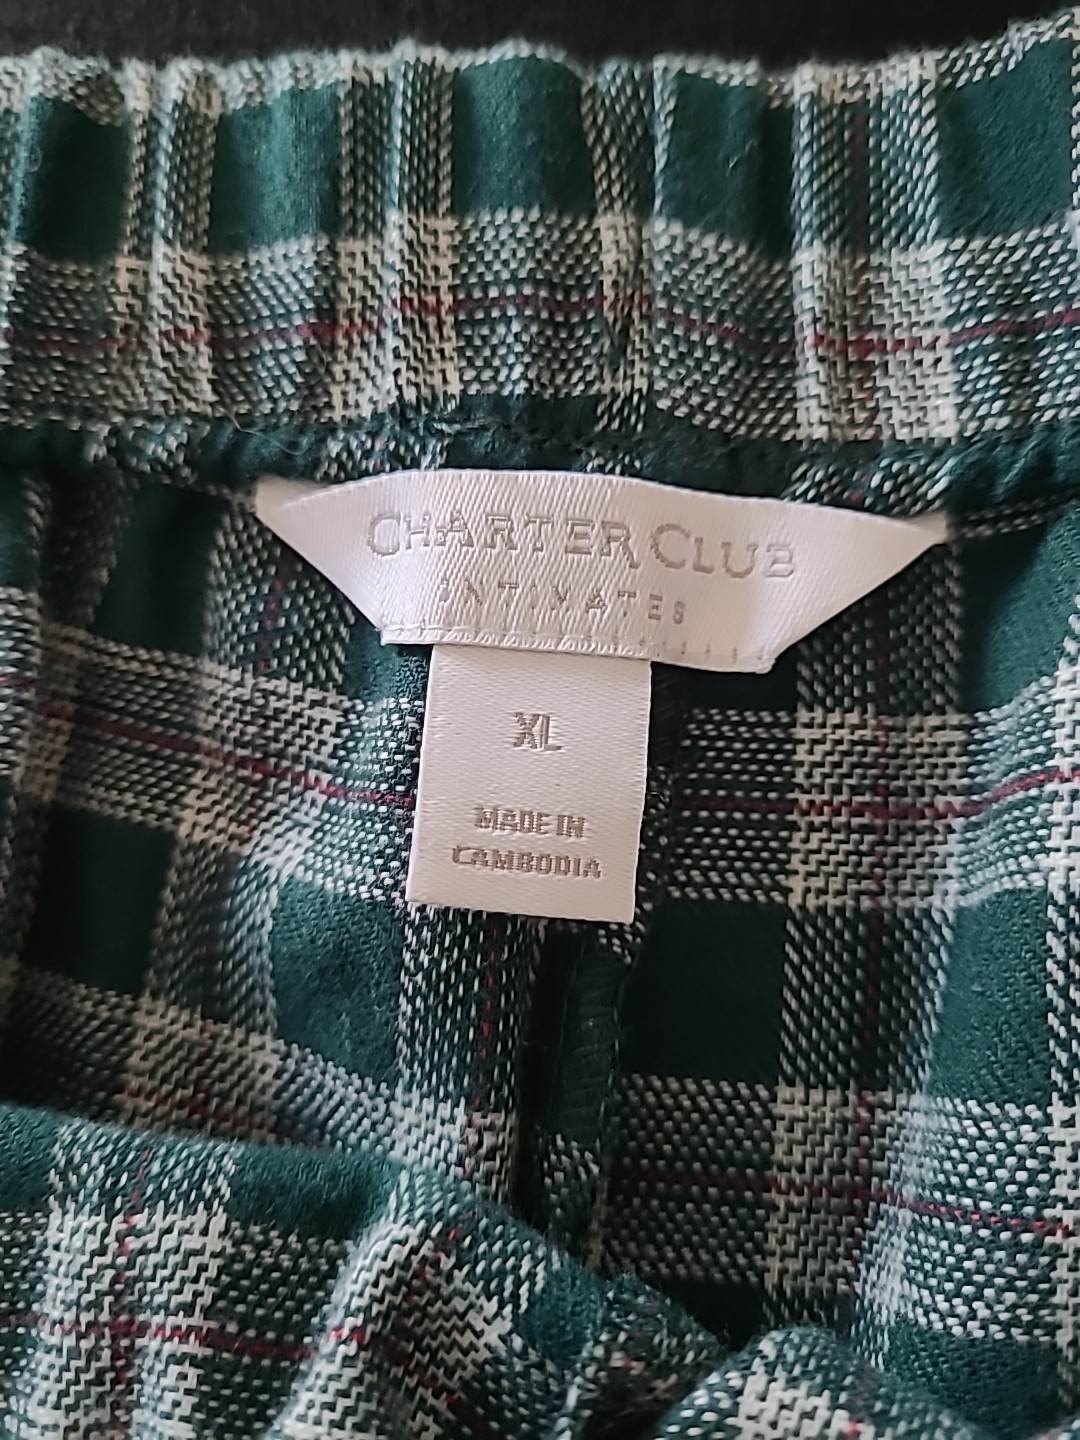 CHARTER CLUB
INTIMATES
XL
MADE IN
CAMBODIA